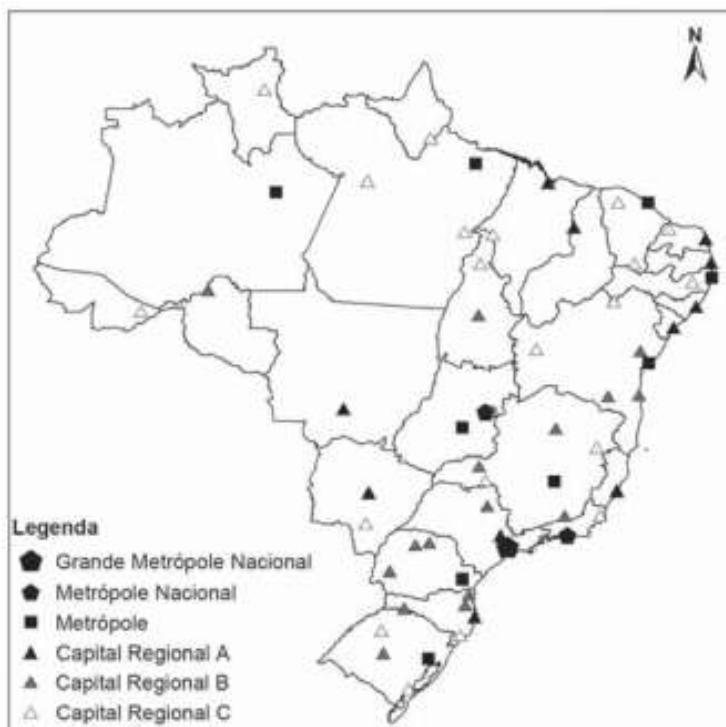 N
Legenda
Grande Metrópole Nacional
Metrópole Nacional
Metrópole
Capital Regional A
Capital Regional B
Capital Regional C